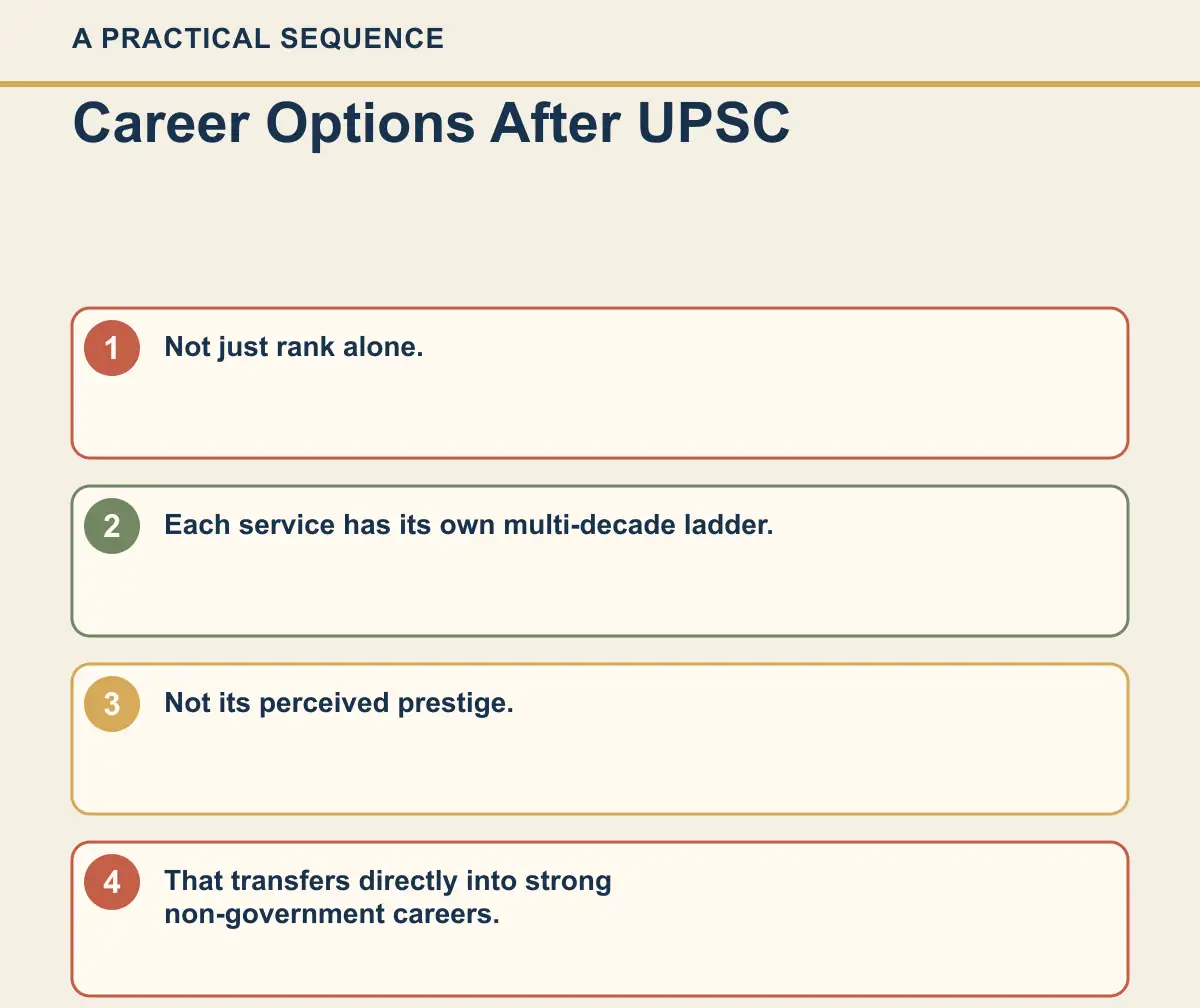 A PRACTICAL SEQUENCE
Career Options After UPSC
1
Not just rank alone.
2
Each service has its own multi-decade ladder.
3
Not its perceived prestige.
4
That transfers directly into strong
non-government careers.